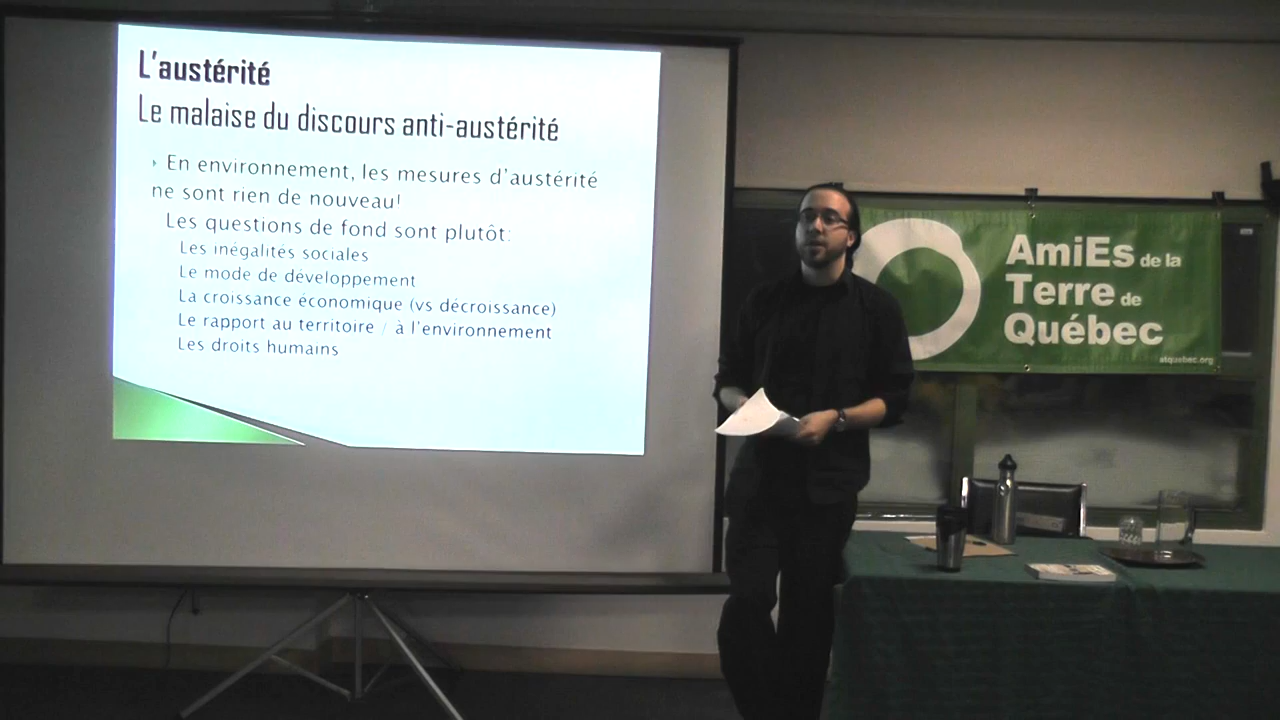 L'austérité
Le malaise du discours anti-austérité
En environnement, les mesures d'austérité
ne sont rien de nouveau!
Les questions de fond sont plutôt:
Les inégalités sociales
Le mode de développement
La croissance économique (vs décroissance)
Le rapport au territoire / à l'environnement
Les droits humains
AmiEs de la
Terre de
Québec
atquebec.org